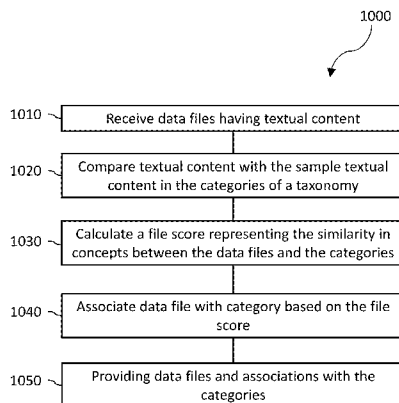 1000
1010
Receive data files having textual content
1020
Compare textual content with the sample textual
content in the categories of a taxonomy
1030
Calculate a file score representing the similarity in
concepts between the data files and the categories
1040
Associate data file with category based on the file
score
1050
Providing data files and associations with the
categories